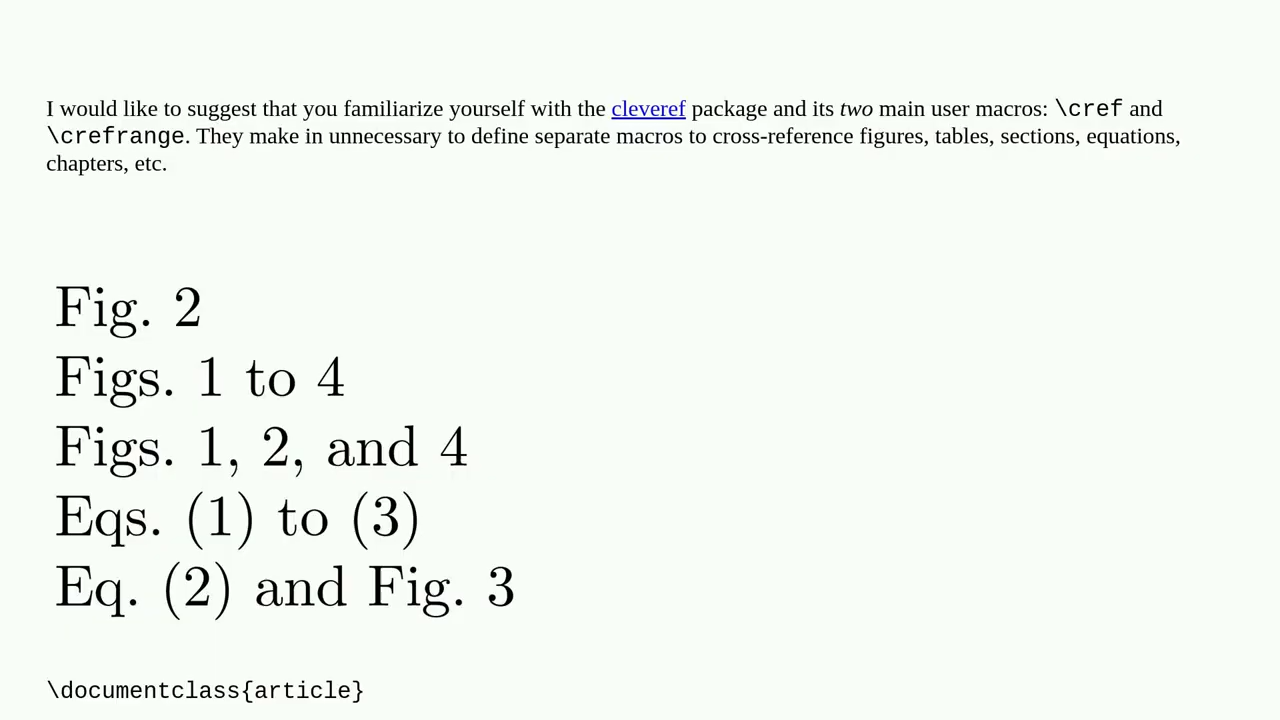 I would like to suggest that you familiarize yourself with the cleveref package and its two main user macros: \cref and
\crefrange. They make in unnecessary to define separate macros to cross-reference figures, tables, sections, equations,
chapters, etc.
Fig. 2
Figs. 1 to 4
Figs. 1, 2, and 4
Eqs. (1) to (3)
Eq. (2) and Fig. 3
\documentclass{article}